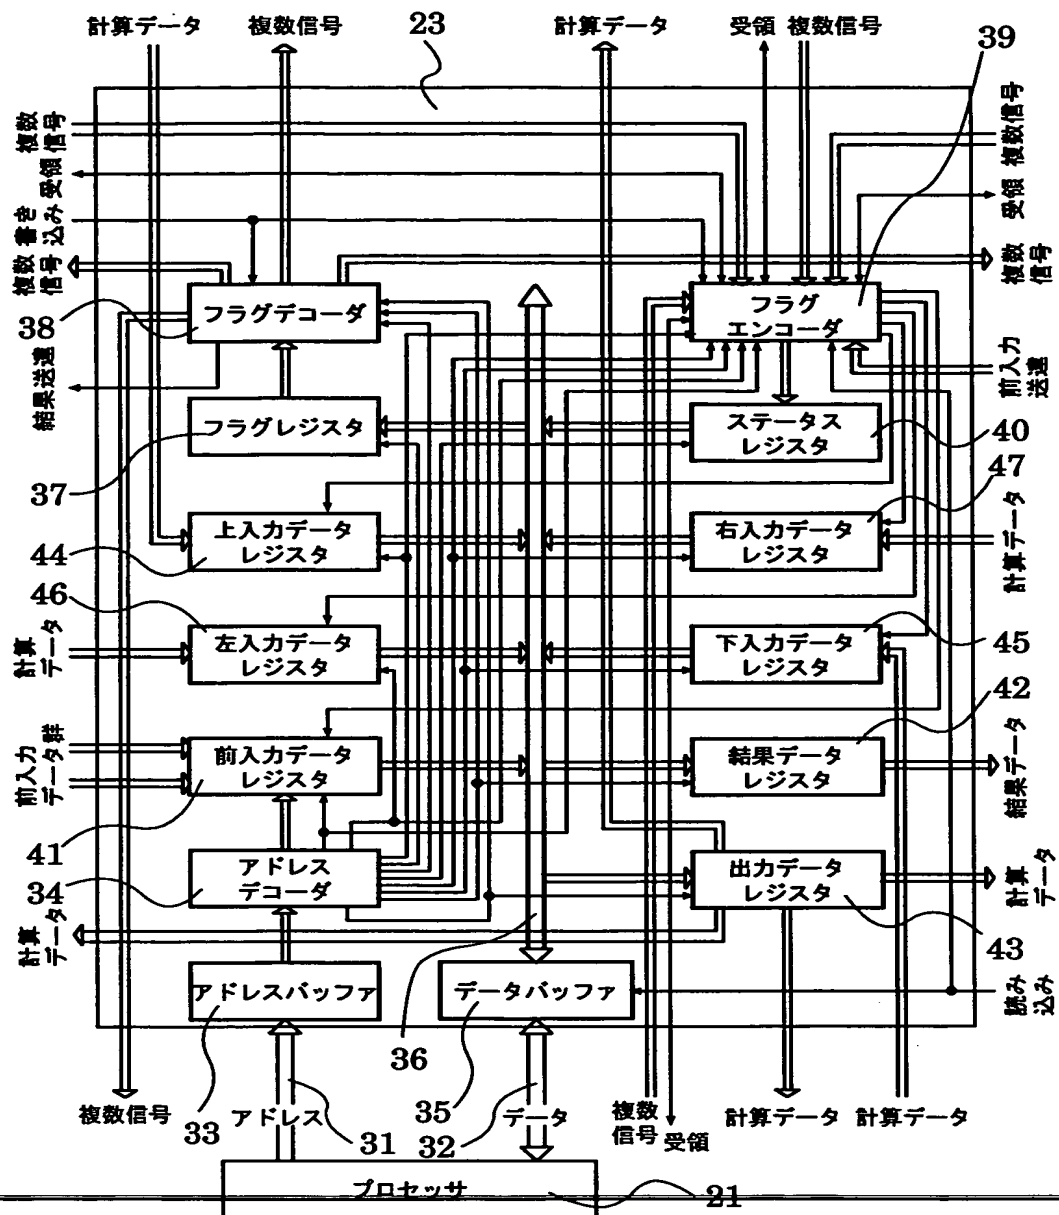 計算データ
複数信号
23
計算データ
受領
複数信号
39
複数
信号
受領
書き
込み
複数
信号
複数信号
受領
複数
信号
38
フラグデコーダ
フラグ
エンコーダ
結果送達
前入力
送達
フラグレジスタ
ステータス
レジスタ
40
37
47
上入力データ
レジスタ
右入力データ
レジスタ
計算データ
44
46
計算
データ
左入力データ
レジスタ
下入力データ
レジスタ
45
42
前入力
データ群
前入力データ
レジスタ
結果データ
レジスタ
結果データ
41
34
アドレス
デコーダ
出力データ
レジスタ
計算
データ
計算
データ
43
アドレスバッファ
データバッファ
読み
込み
36
複数信号
33
アドレス
31
35
32
データ
複数
信号
受領
計算データ
計算データ
プロセッサ
21